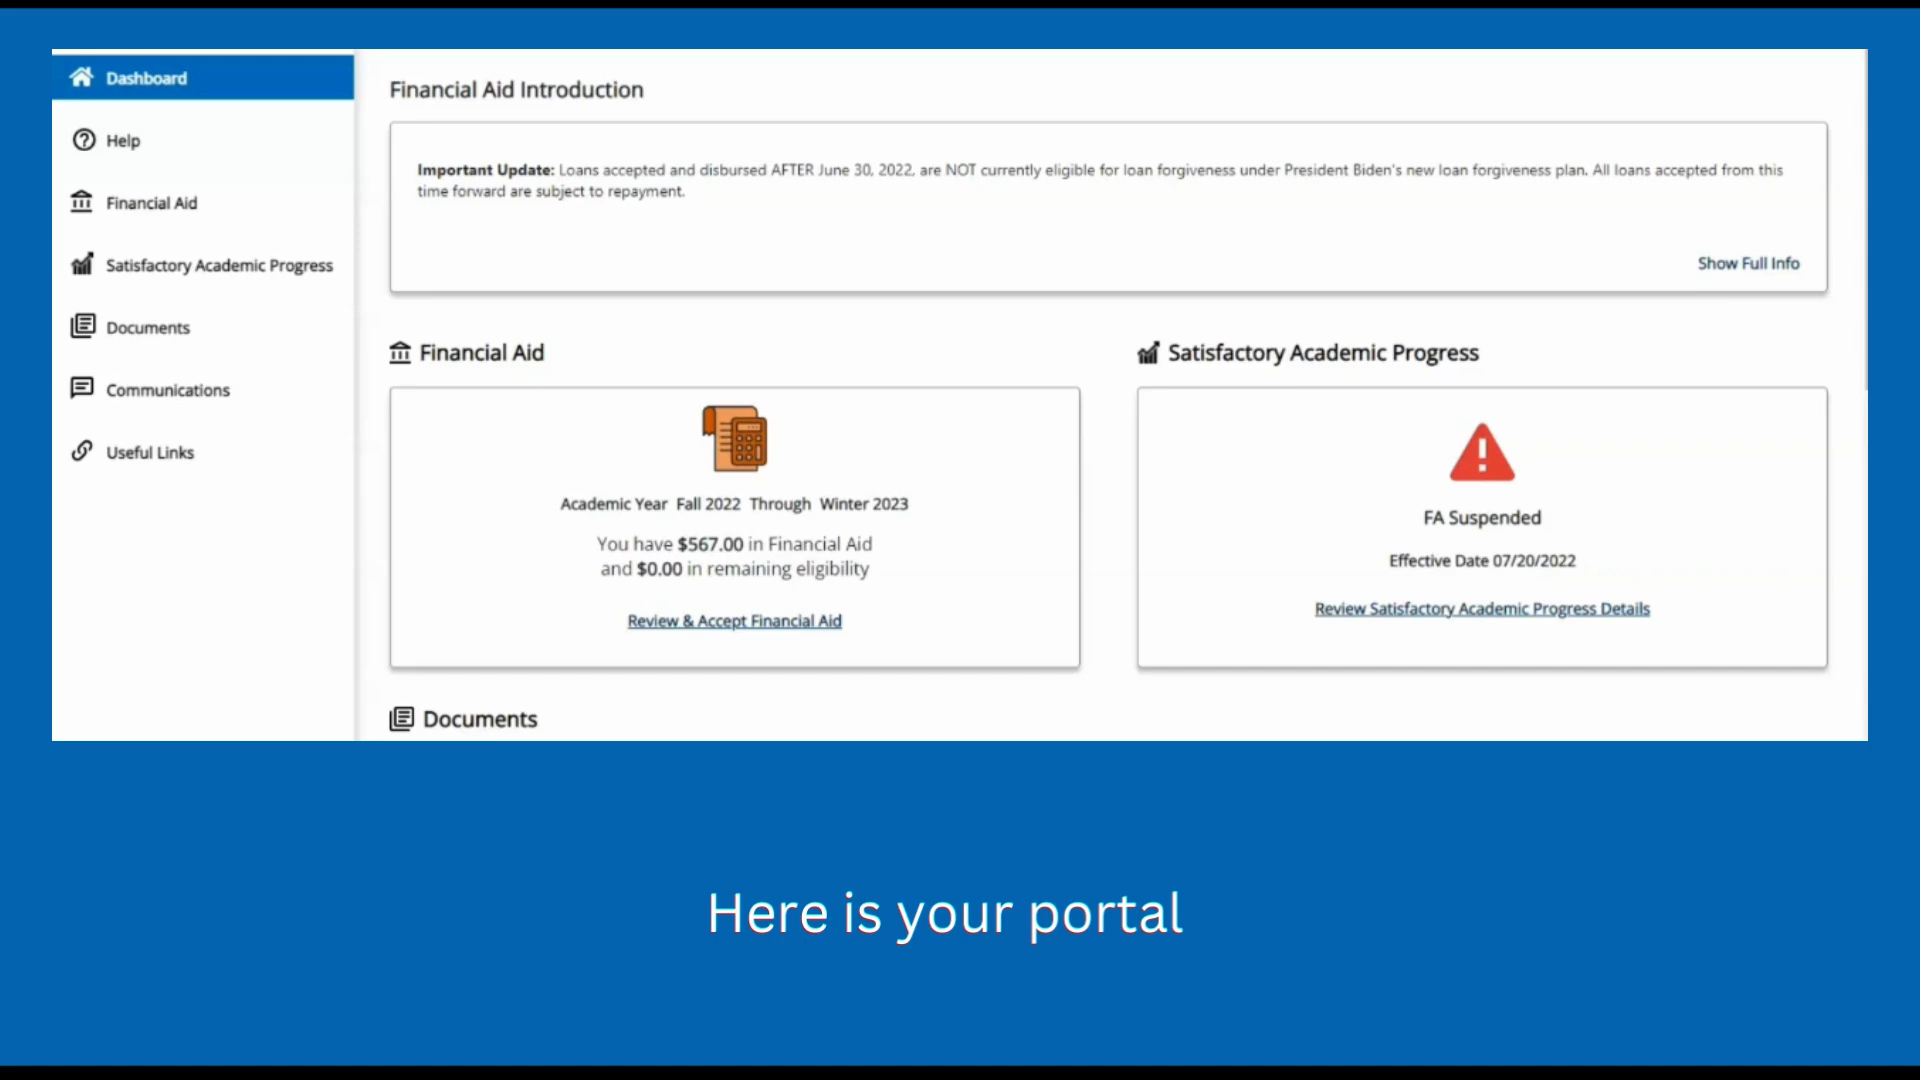 Dashboard
Help
Financial Aid
Satisfactory Academic Progress
Documents
Communications
Useful Links
Financial Aid Introduction
Important Update: Loans accepted and disbursed AFTER June 30, 2022, are NOT currently eligible for loan forgiveness under President Biden's new loan forgiveness plan. All loans accepted from this
time forward are subject to repayment.
Show Full Info
Financial Aid
Academic Year Fall 2022 Through Winter 2023
You have $567.00 in Financial Aid
and $0.00 in remaining eligibility
Review & Accept Financial Aid
Satisfactory Academic Progress
FA Suspended
Effective Date 07/20/2022
Review Satisfactory Academic Progress Details
Documents
Here is your portal